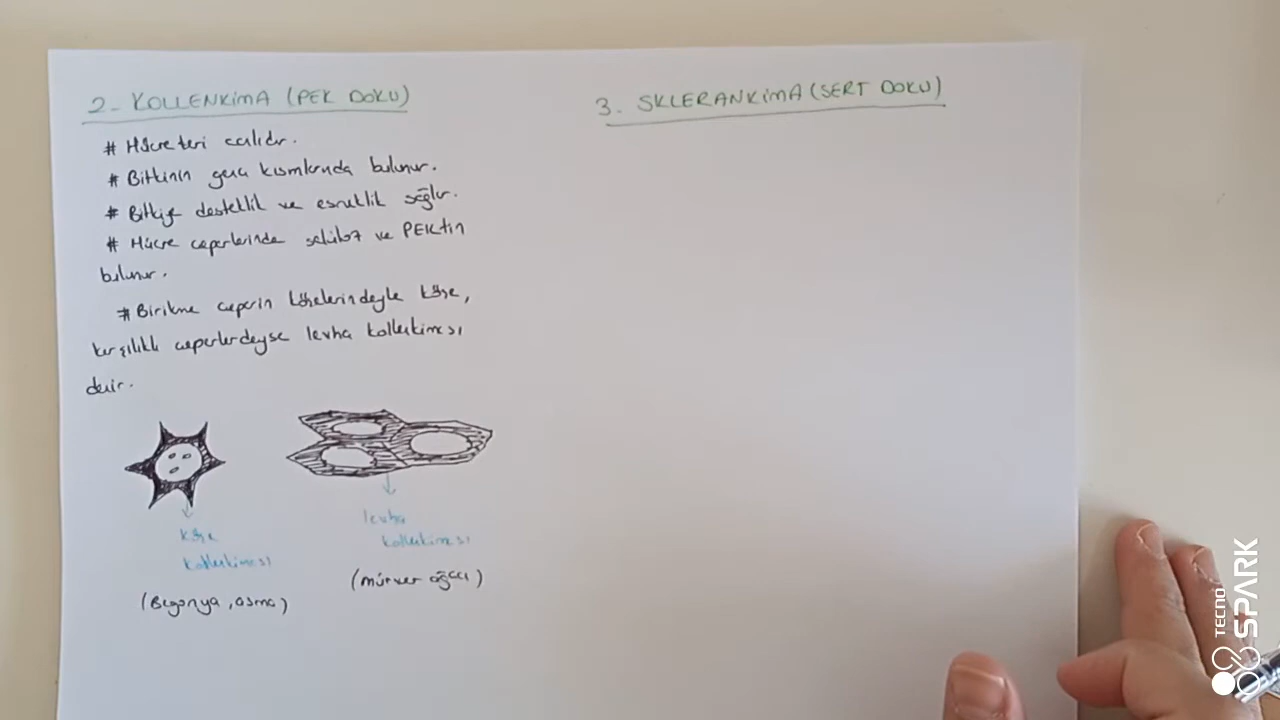 2- KOLLENKİMA (PEK DOKU)
# Hücreleri canlıdır.
# Bitkinin genç kısımlarında bulunur.
# Bitkiye desteklik ve esneklik sağlar.
# Hücre çeperlerinde selüloz ve PEKtin
bulunur.
# Birikme çeperin köşelerindeyle köşe,
karşılıklı çeperlerdeyse levha kollenkiması
denir.
köşe
kollenkiması
(Begonya, asma)
levha
kollenkiması
(mürver ağacı)
3. SKLERANKİMA (SERT DOKU)
TECNO
SPARK